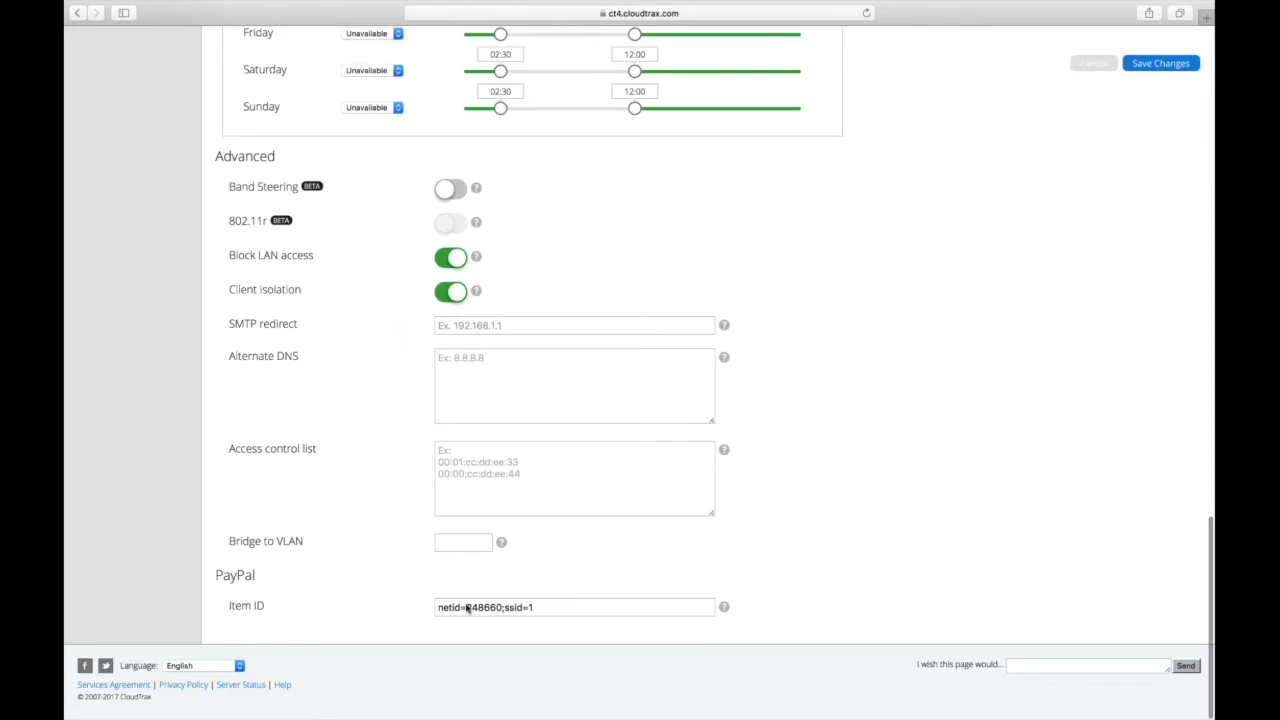 ct4.cloudtrax.com
Friday Unavailable
02:30 12:00
Cancel Save Changes
Saturday Unavailable
02:30 12:00
Sunday Unavailable
Advanced
Band Steering BETA ?
802.11r BETA ?
Block LAN access ?
Client isolation ?
SMTP redirect Ex. 192.168.1.1 ?
Alternate DNS Ex: 8.8.8.8 ?
Access control list Ex: ?
00:01:cc:dd:ee:33
00:00:cc:dd:ee:44
Bridge to VLAN ?
PayPal
Item ID ;ssid=1 ?
f Language: English I wish this page would... Send
Services Agreement | Privacy Policy | Server Status | Help
© 2007-2017 CloudTrax